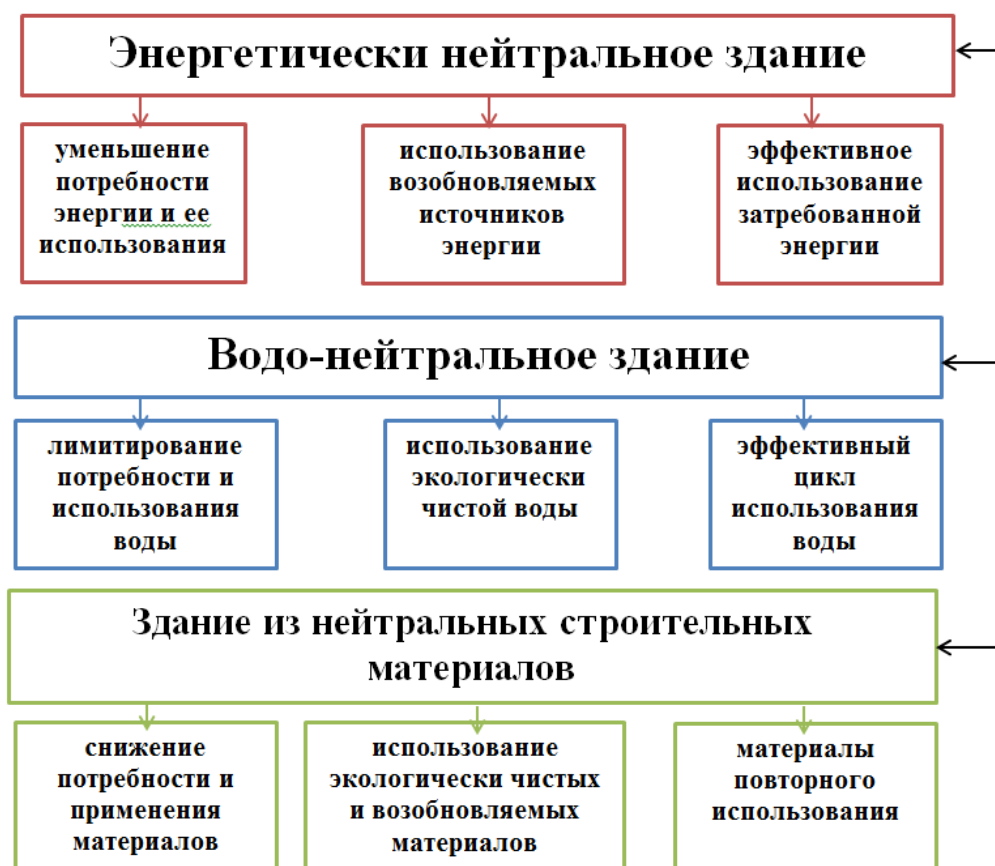 Энергетически нейтральное здание
уменьшение
потребности
энергии и ее
использования
использование
возобновляемых
источников
энергии
эффективное
использование
затребованной
энергии
Водо-нейтральное здание
лимитирование
потребности и
использования
воды
использование
экологически
чистой воды
эффективный
цикл
использования
воды
Здание из нейтральных строительных
материалов
снижение
потребности и
применения
материалов
использование
экологически чистых
и возобновляемых
материалов
материалы
повторного
использования